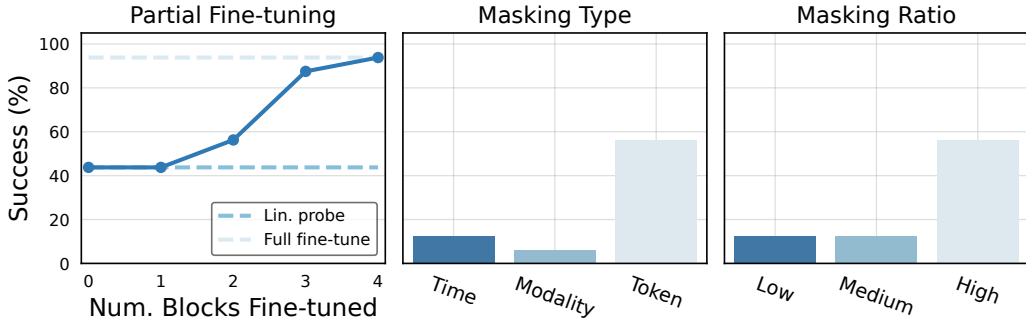 Partial Fine-tuning
Masking Type
Masking Ratio
Success (%)
100
80
60
40
20
0
Lin. probe
Full fine-tune
0 1 2 3 4
Num. Blocks Fine-tuned
Time Modality Token
Low Medium High